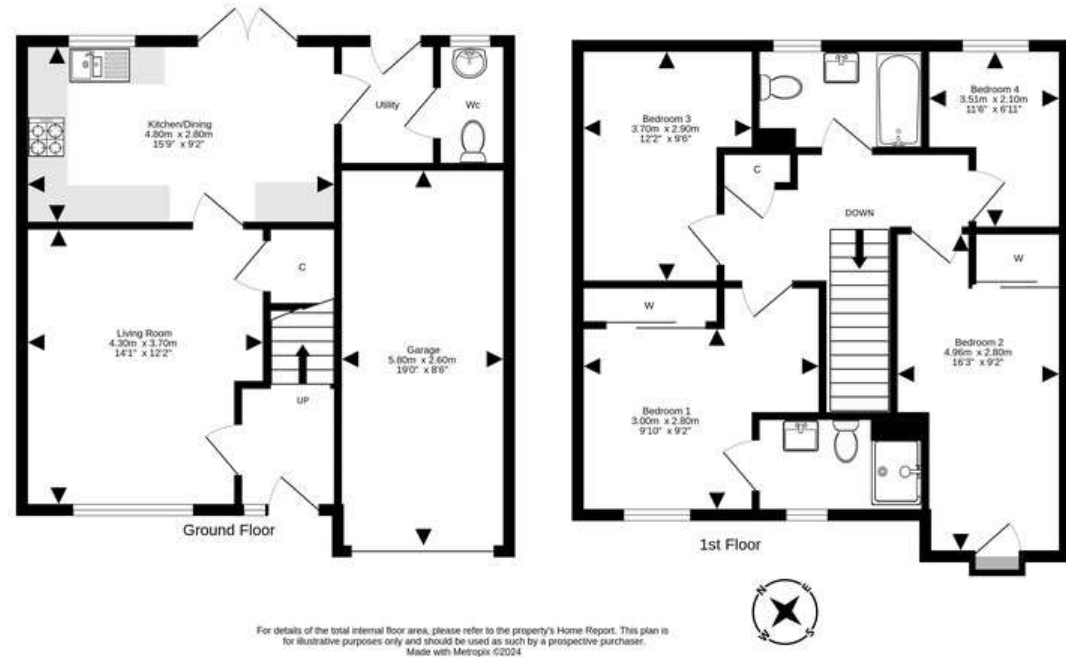 Kitchen/Dining
4.80m x 2.80m
15'9" x 9'2"
Utility
Wc
Living Room
4.30m x 3.70m
14'1" x 12'2"
C
UP
Garage
5.80m x 2.60m
19'0" x 8'6"
Ground Floor
Bedroom 3
3.70m x 2.90m
12'2" x 9'6"
Bedroom 4
3.51m x 2.10m
11'6" x 6'11"
C
DOWN
W
W
Bedroom 1
3.00m x 2.80m
9'10" x 9'2"
Bedroom 2
4.96m x 2.80m
16'3" x 9'2"
1st Floor
N
E
W
S
For details of the total internal floor area, please refer to the property's Home Report. This plan is
for illustrative purposes only and should be used as such by a prospective purchaser.
Made with Metropix ©2024